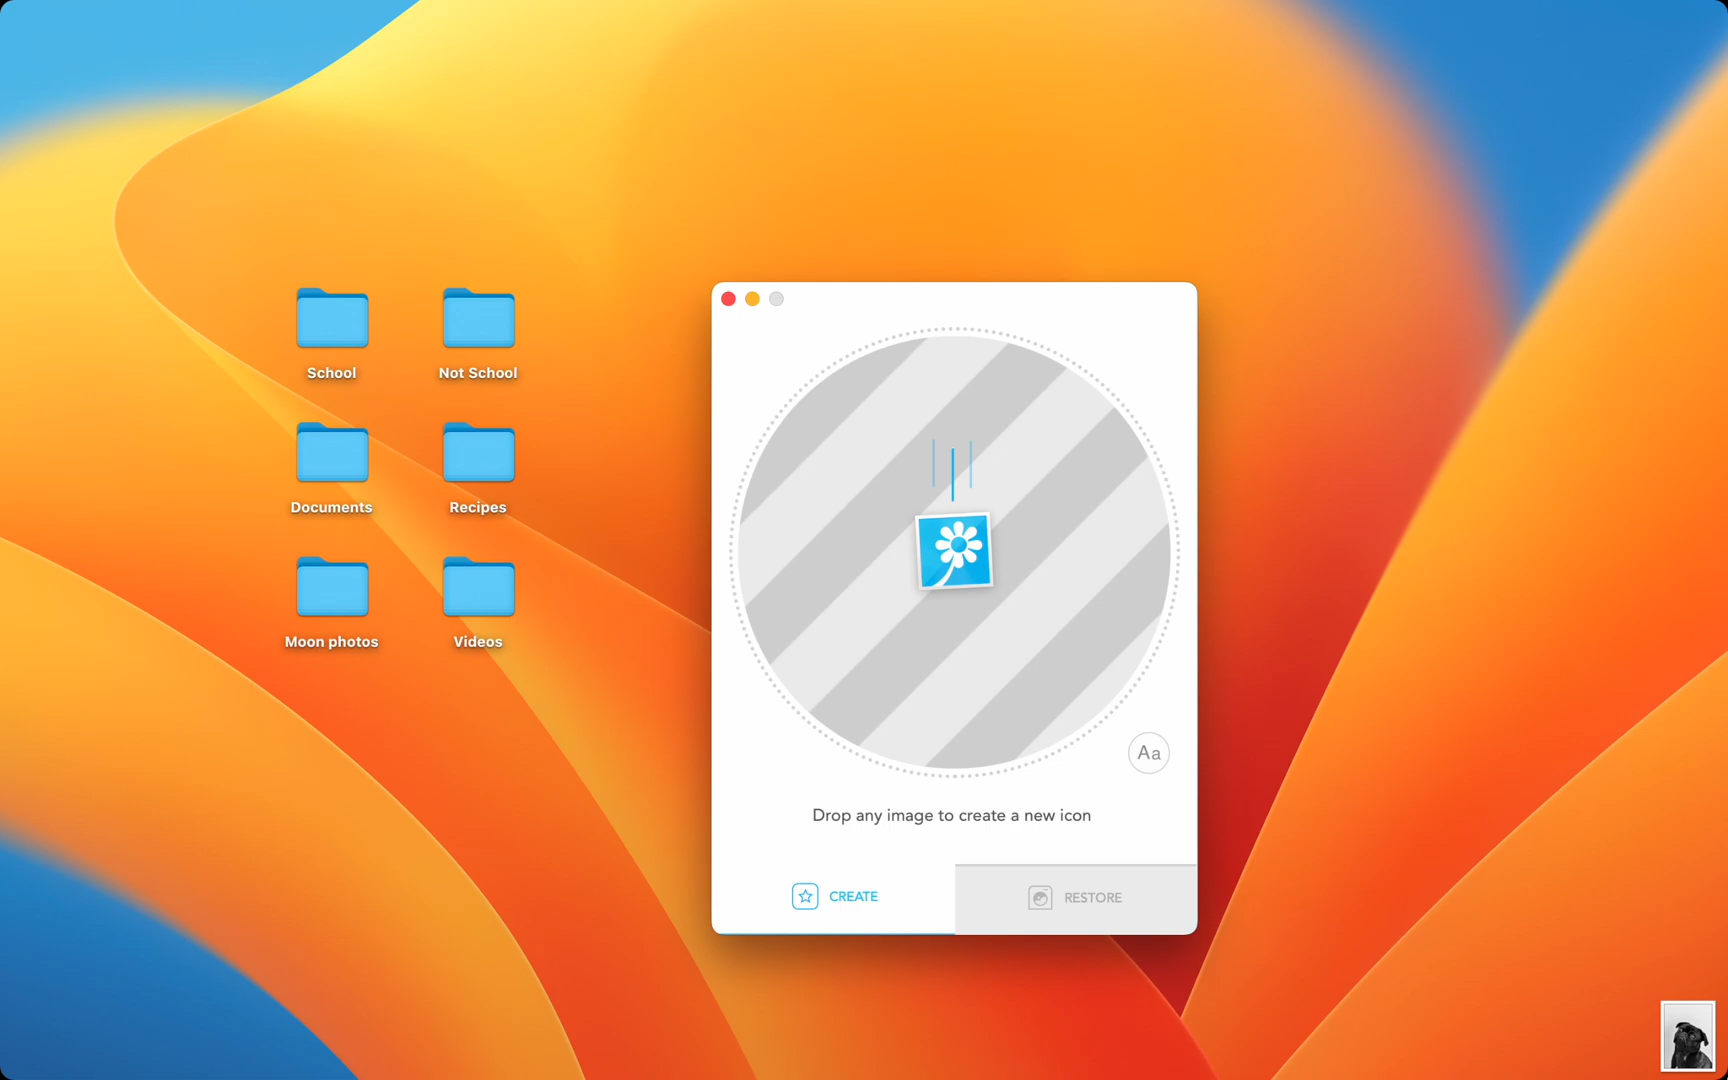 School
Not School
Documents
Recipes
Moon photos
Videos
Aa
Drop any image to create a new icon
CREATE
RESTORE